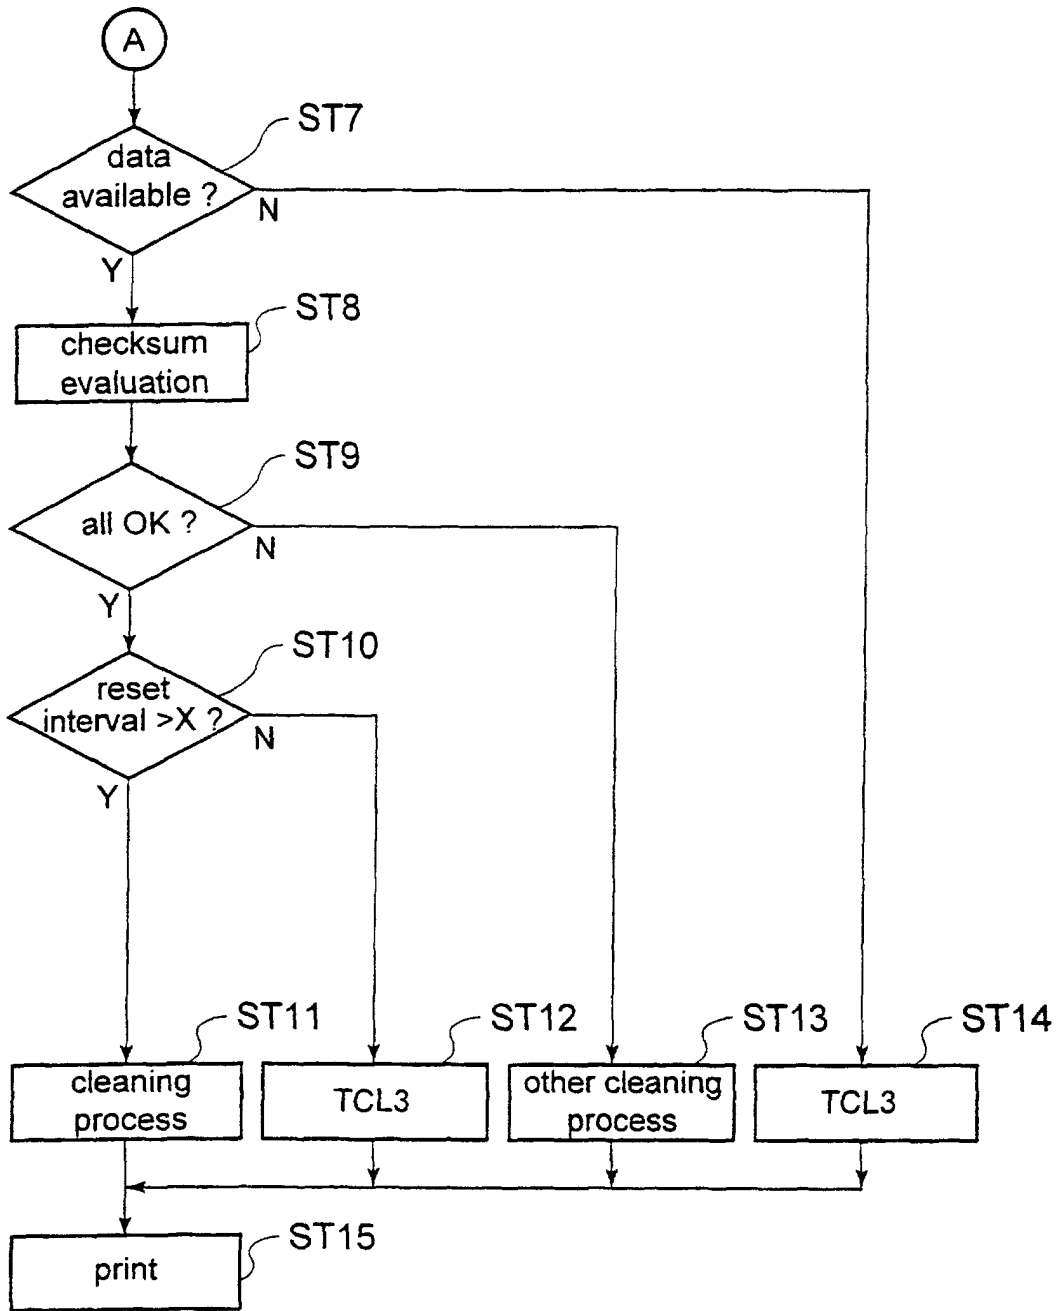 A
ST7
data
available ?
N
Y
ST8
checksum
evaluation
ST9
all OK ?
N
Y
ST10
reset
interval >X ?
N
Y
ST11
ST12
ST13
ST14
cleaning
process
TCL3
other cleaning
process
TCL3
ST15
print